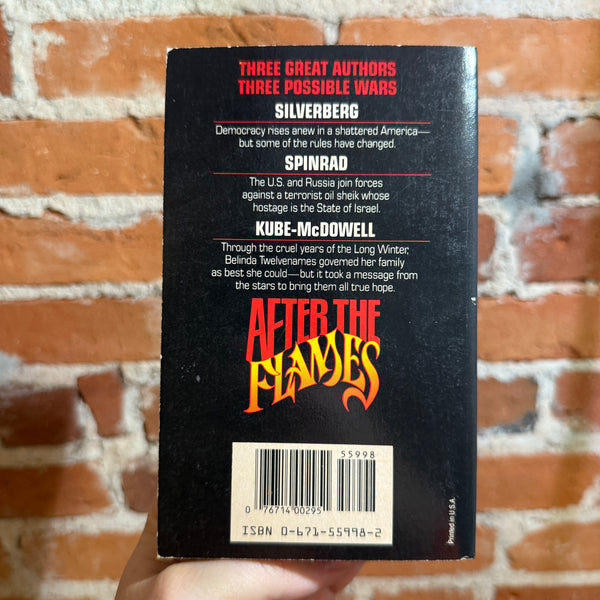 THREE GREAT AUTHORS
THREE POSSIBLE WARS
SILVERBERG
Democracy rises anew in a shattered America—
but some of the rules have changed.
SPINRAD
The U.S. and Russia join forces
against a terrorist oil sheik whose
hostage is the State of Israel.
KUBE-McDOWELL
Through the cruel years of the Long Winter,
Belinda Twelvenames governed her family
as best she could—but it took a message from
the stars to bring them all true hope.
AFTER THE
FLAMES
55998
0 76714 00295
ISBN 0-671-55998-2
Printed in U.S.A.